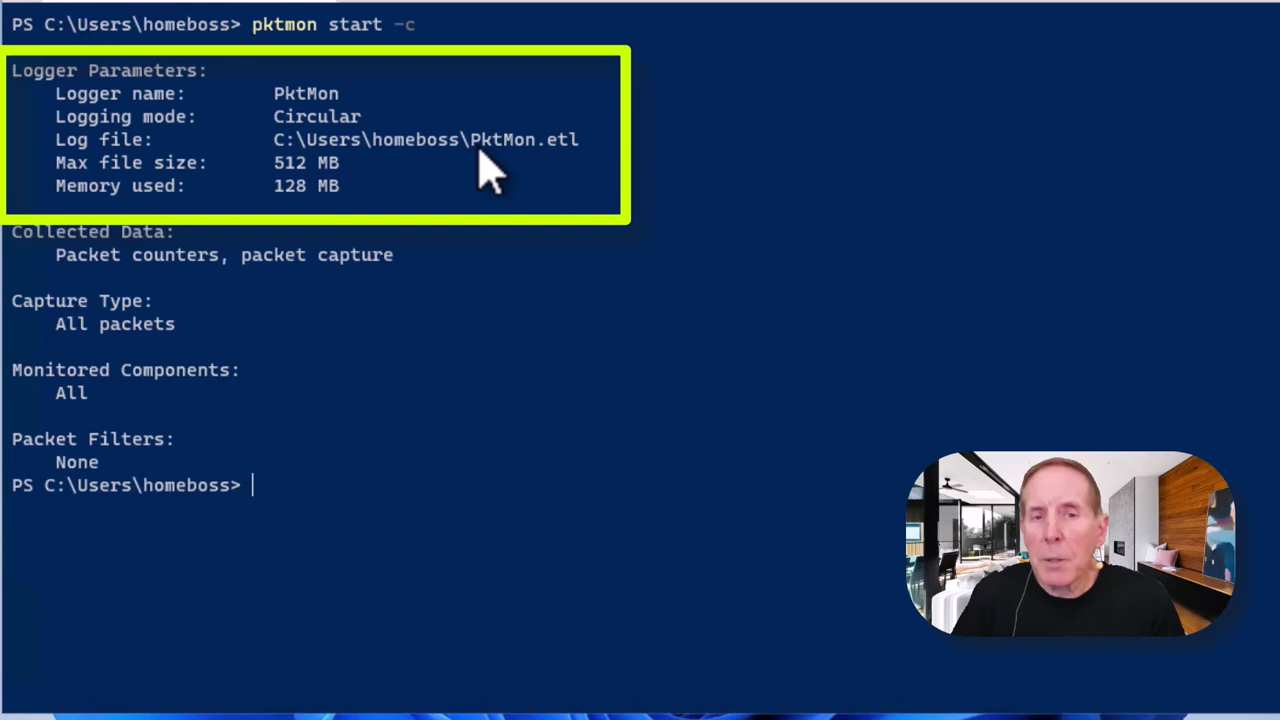 PS C:\Users\homeboss> pktmon start -c
Logger Parameters:
Logger name: PktMon
Logging mode: Circular
Log file: C:\Users\homeboss\PktMon.etl
Max file size: 512 MB
Memory used: 128 MB
Collected Data:
Packet counters, packet capture
Capture Type:
All packets
Monitored Components:
All
Packet Filters:
None
PS C:\Users\homeboss>